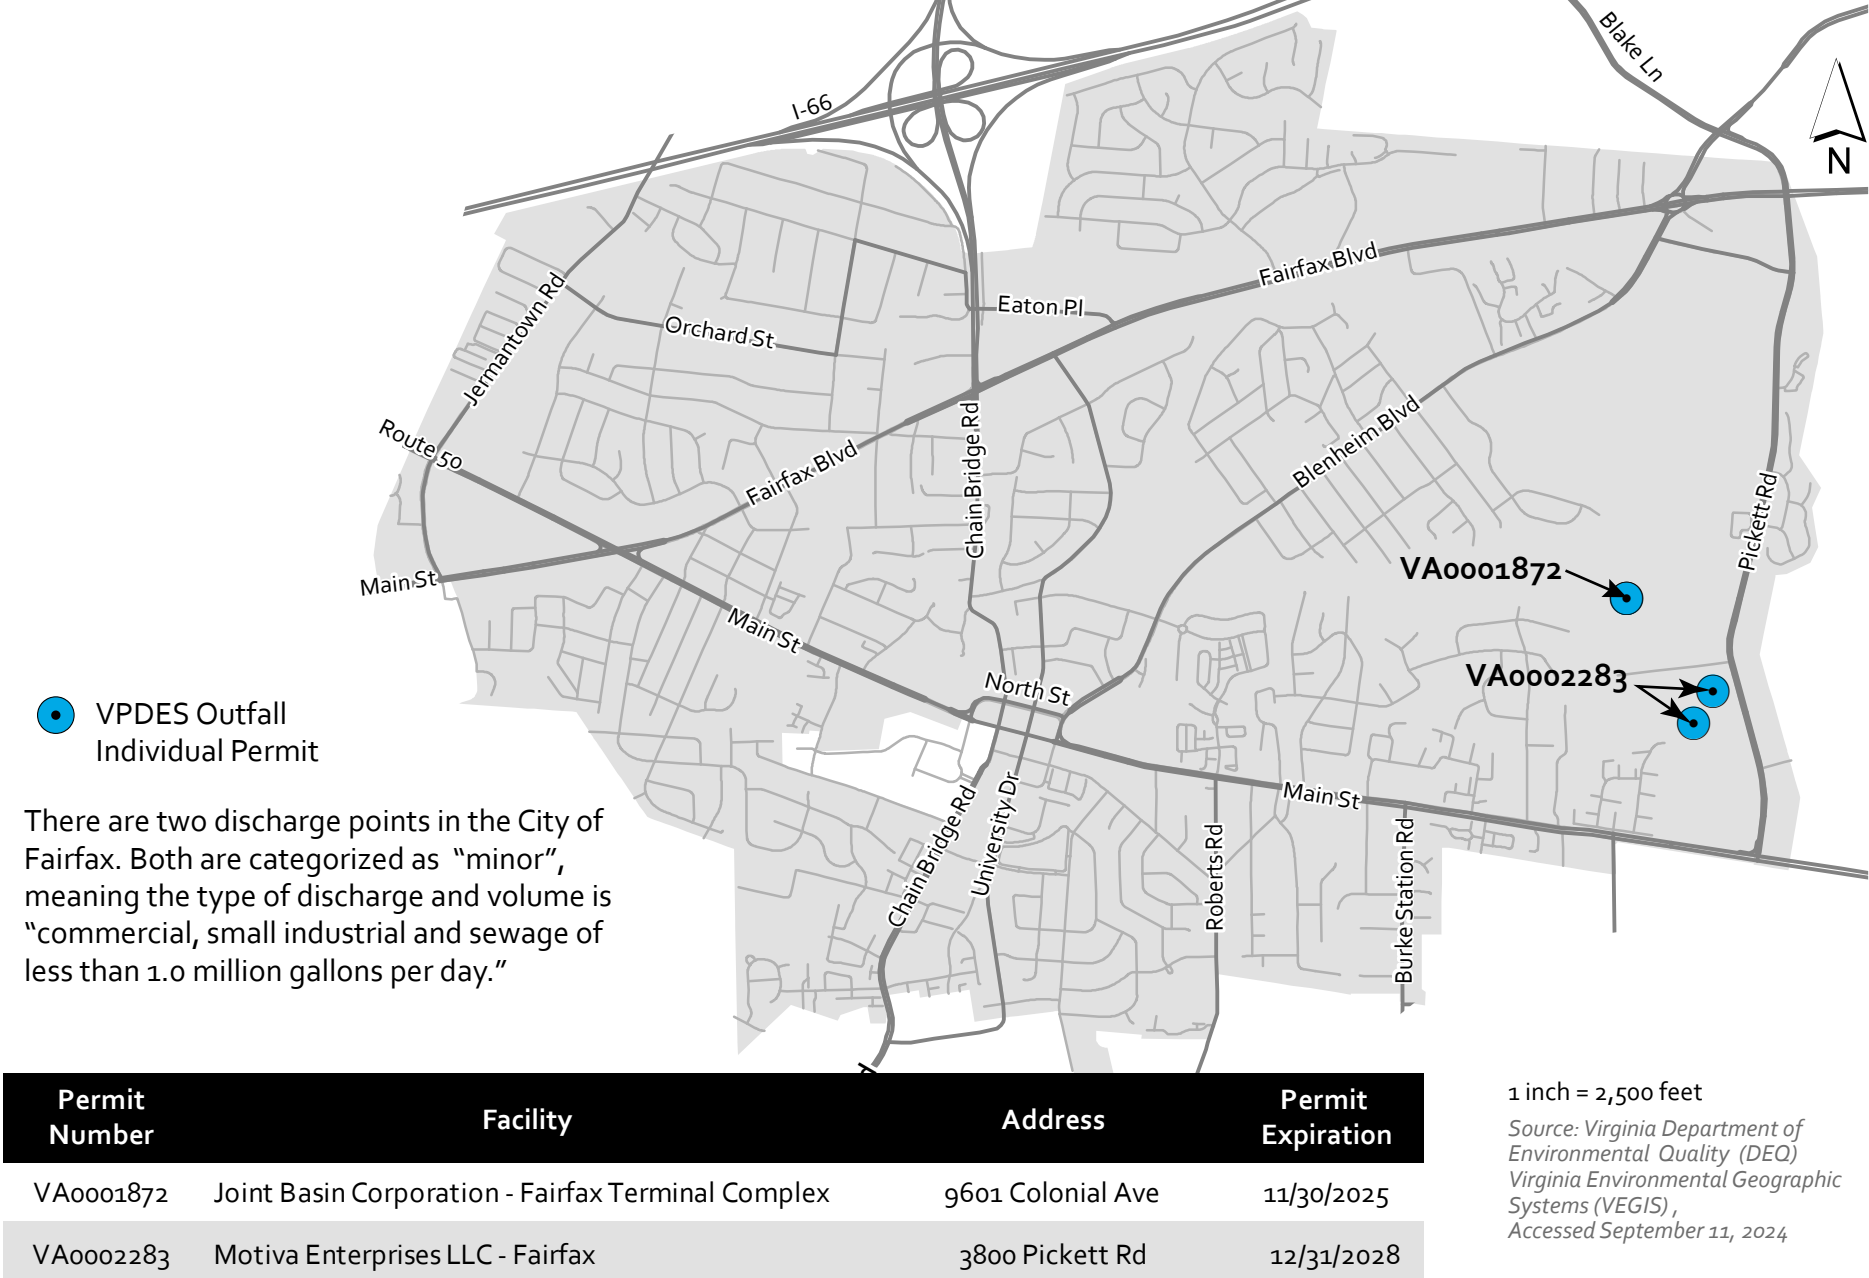 Blake Ln
I-66
N
Fairfax Blvd
Eaton Pl
Orchard St
Jermantown Rd
Route 50
Chain Bridge Rd
Blenheim Blvd
Fairfax Blvd
Pickett Rd
VA0001872
Main St
Main St
VA0002283
North St
VPDES Outfall
Individual Permit
Main St
Chain Bridge Rd
University Dr
Roberts Rd
Burke Station Rd
There are two discharge points in the City of
Fairfax. Both are categorized as “minor”,
meaning the type of discharge and volume is
“commercial, small industrial and sewage of
less than 1.0 million gallons per day.”
Permit Number Facility Address Permit Expiration
VA0001872 Joint Basin Corporation - Fairfax Terminal Complex 9601 Colonial Ave 11/30/2025
VA0002283 Motiva Enterprises LLC - Fairfax 3800 Pickett Rd 12/31/2028
1 inch = 2,500 feet
Source: Virginia Department of
Environmental Quality (DEQ)
Virginia Environmental Geographic
Systems (VEGIS) ,
Accessed September 11, 2024